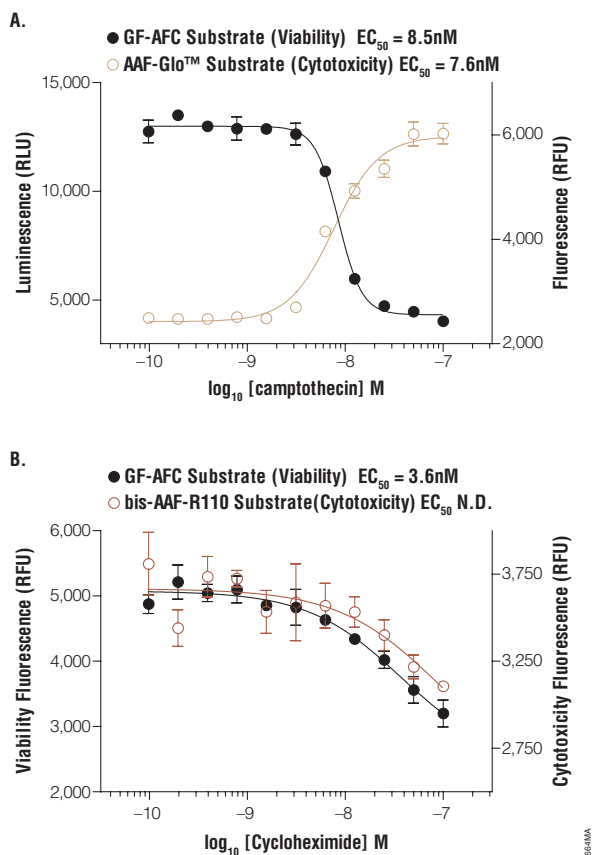 A.
GF-AFC Substrate (Viability) EC50 = 8.5nM
AAF-Glo™ Substrate (Cytotoxicity) EC50 = 7.6nM
15,000
10,000
5,000
Luminescence (RLU)
6,000
4,000
2,000
Fluorescence (RFU)
–10 –9 –8 –7
log10 [camptothecin] M
B.
GF-AFC Substrate (Viability) EC50 = 3.6nM
bis-AAF-R110 Substrate(Cytotoxicity) EC50 N.D.
6,000
5,000
4,000
3,000
2,000
Viability Fluorescence (RFU)
3,750
3,250
2,750
Cytotoxicity Fluorescence (RFU)
–10 –9 –8 –7
log10 [Cycloheximide] M